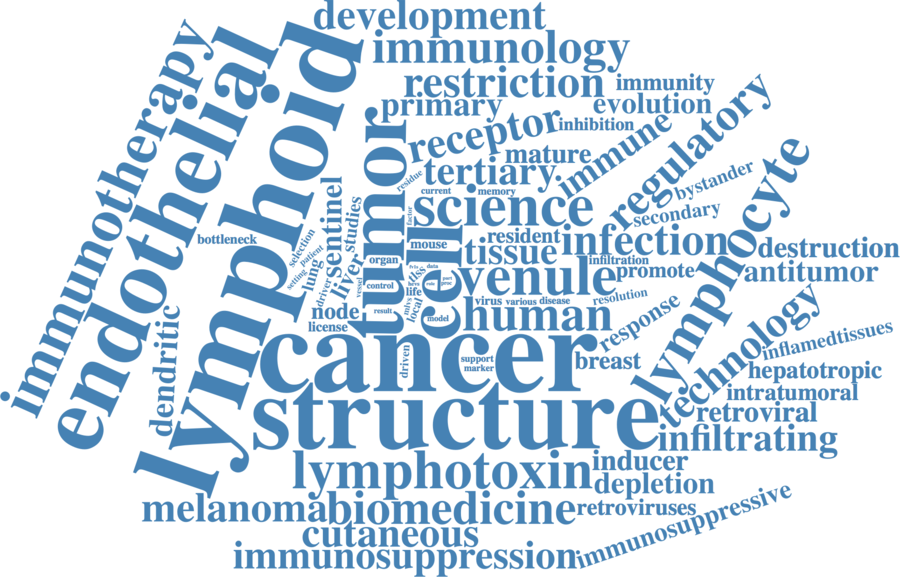 development
immunology
restriction
immunity
primary
evolution
receptor
inhibition
immune
regulatory
mature
tertiary
residue
current
memory
bystander
science
secondary
factor
immunotherapy
endothelial
lymphoid
tumor
cell
sentinel
studies
bottleneck
selection
patient
setting
lung
driver
liver
vessel
organ
mouse
control
tissue
resident
infection
lymphocyte
destruction
infiltration
promote
antitumor
venule
data
life
local
part
virus
various
disease
resolution
node
license
result
model
human
response
technology
inflamedtissues
dendritic
cancer
driven
support
marker
breast
hepatotropic
intratumoral
retroviral
structure
infiltrating
lymphotoxin
inducer
depletion
melanoma
biomedicine
retroviruses
cutaneous
immunosuppression
immunosuppressive